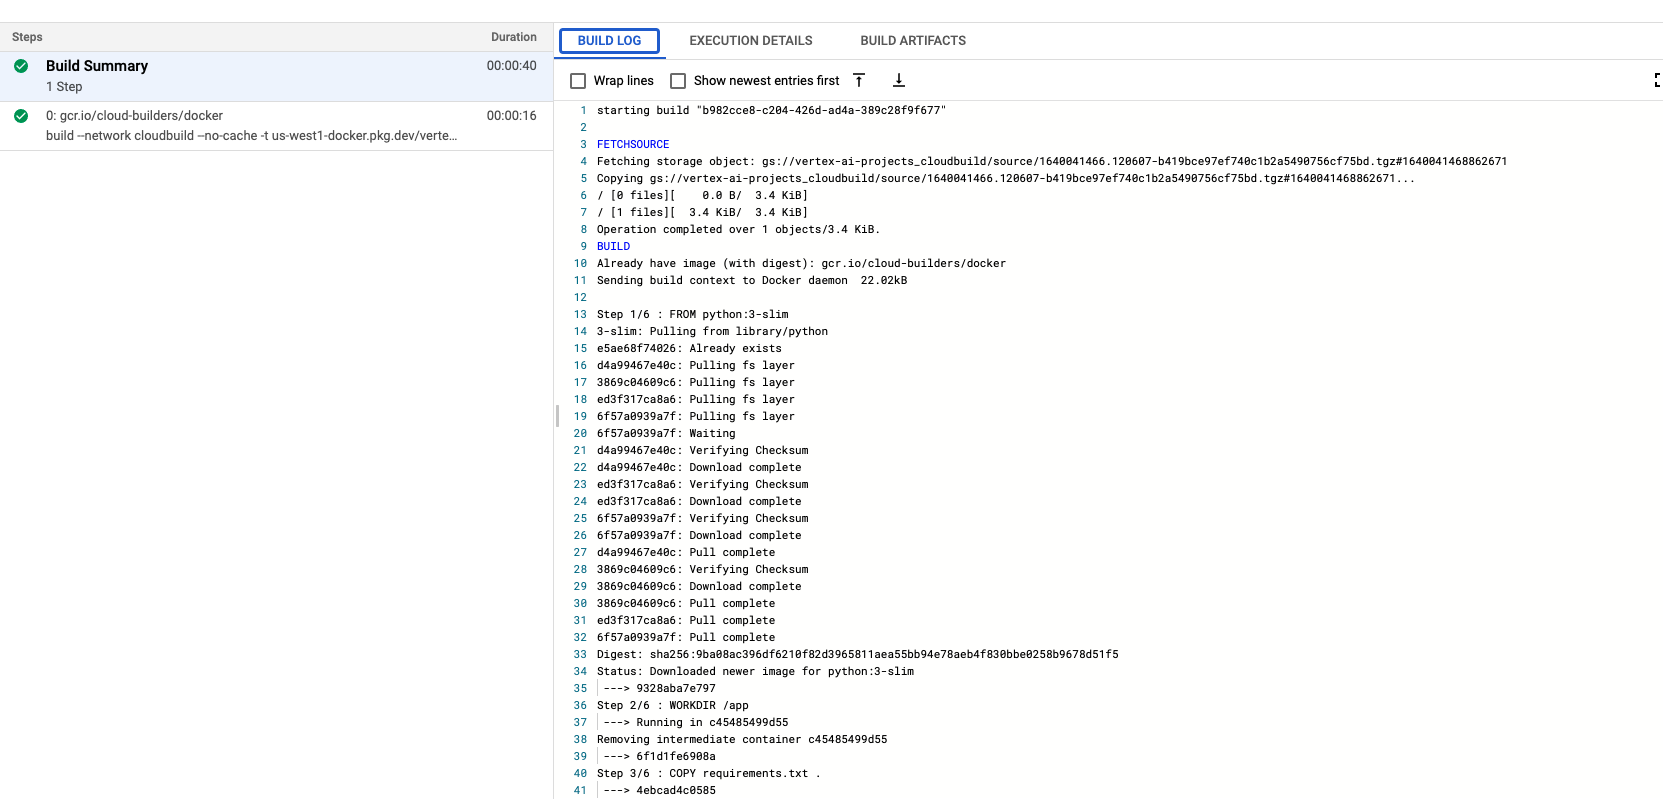 Steps Duration
Build Summary 00:00:40
1 Step
0: gcr.io/cloud-builders/docker 00:00:16
build --network cloudbuild --no-cache -t us-west1-docker.pkg.dev/verte...
BUILD LOG EXECUTION DETAILS BUILD ARTIFACTS
Wrap lines Show newest entries first
1 starting build "b982cce8-c204-426d-ad4a-389c28f9f677"
2
3 FETCHSOURCE
4 Fetching storage object: gs://vertex-ai-projects_cloudbuild/source/1640041466.120607-b419bce97ef740c1b2a5490756cf75bd.tgz#1640041468862671
5 Copying gs://vertex-ai-projects_cloudbuild/source/1640041466.120607-b419bce97ef740c1b2a5490756cf75bd.tgz#1640041468862671...
6 / [0 files][    0.0 B/  3.4 KiB]
7 / [1 files][  3.4 KiB/  3.4 KiB]
8 Operation completed over 1 objects/3.4 KiB.
9 BUILD
10 Already have image (with digest): gcr.io/cloud-builders/docker
11 Sending build context to Docker daemon  22.02kB
12
13 Step 1/6 : FROM python:3-slim
14 3-slim: Pulling from library/python
15 e5ae68f74026: Already exists
16 d4a99467e40c: Pulling fs layer
17 3869c04609c6: Pulling fs layer
18 ed3f317ca8a6: Pulling fs layer
19 6f57a0939a7f: Pulling fs layer
20 6f57a0939a7f: Waiting
21 d4a99467e40c: Verifying Checksum
22 d4a99467e40c: Download complete
23 ed3f317ca8a6: Verifying Checksum
24 ed3f317ca8a6: Download complete
25 6f57a0939a7f: Verifying Checksum
26 6f57a0939a7f: Download complete
27 d4a99467e40c: Pull complete
28 3869c04609c6: Verifying Checksum
29 3869c04609c6: Download complete
30 3869c04609c6: Pull complete
31 ed3f317ca8a6: Pull complete
32 6f57a0939a7f: Pull complete
33 Digest: sha256:9ba08ac396df6210f82d3965811aea55bb94e78aeb4f830bbe0258b9678d51f5
34 Status: Downloaded newer image for python:3-slim
35 ---> 9328aba7e797
36 Step 2/6 : WORKDIR /app
37 ---> Running in c45485499d55
38 Removing intermediate container c45485499d55
39 ---> 6f1d1fe6908a
40 Step 3/6 : COPY requirements.txt .
41 ---> 4ebcad4c0585